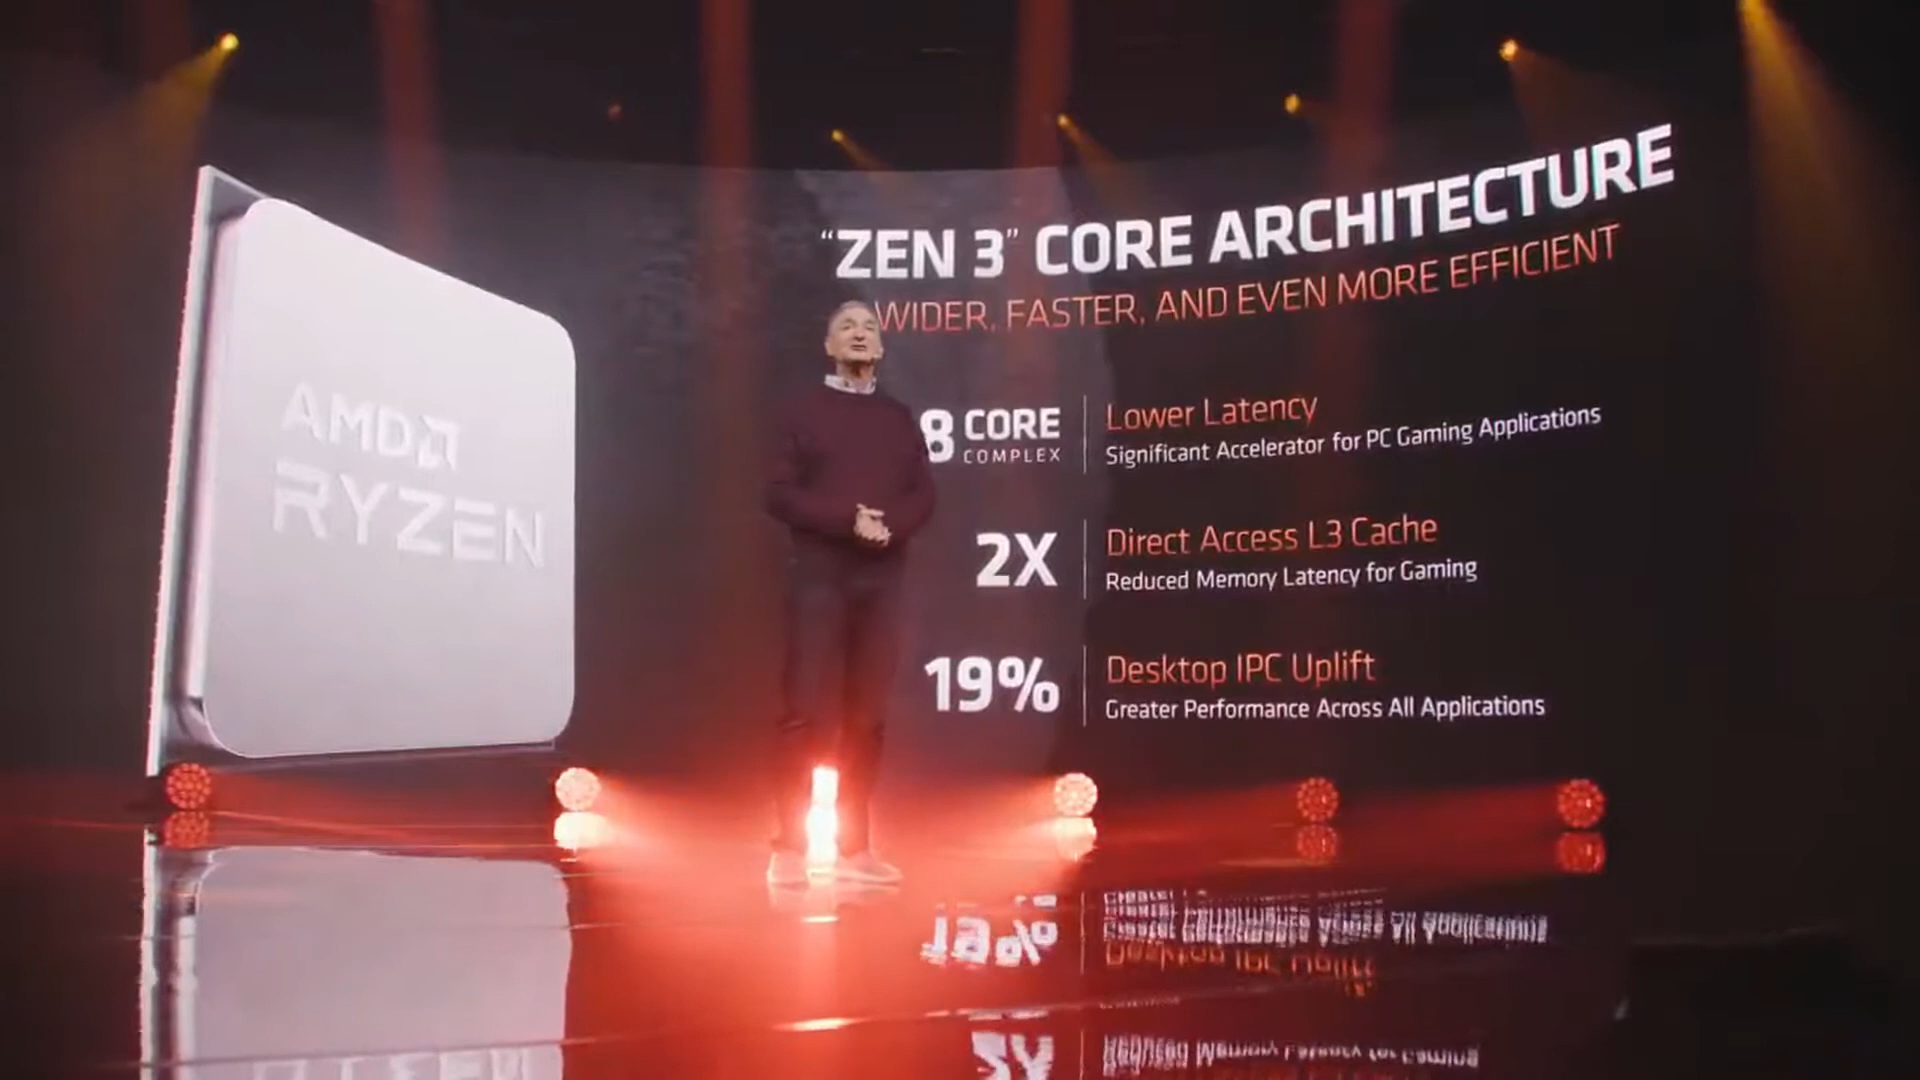 AMD
RYZEN
“ZEN 3” CORE ARCHITECTURE
WIDER, FASTER, AND EVEN MORE EFFICIENT
8 CORE
COMPLEX
Lower Latency
Significant Accelerator for PC Gaming Applications
2X
Direct Access L3 Cache
Reduced Memory Latency for Gaming
19%
Desktop IPC Uplift
Greater Performance Across All Applications